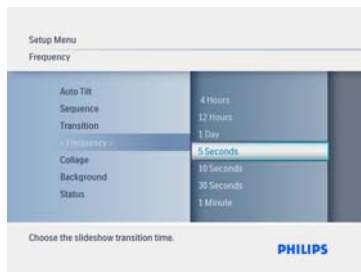 Setup Menu
Frequency
Auto Tilt
Sequence
Transition
< Frequency >
Collage
Background
Status
4 Hours
12 Hours
1 Day
5 Seconds
10 Seconds
30 Seconds
1 Minute
Choose the slideshow transition time.
PHILIPS